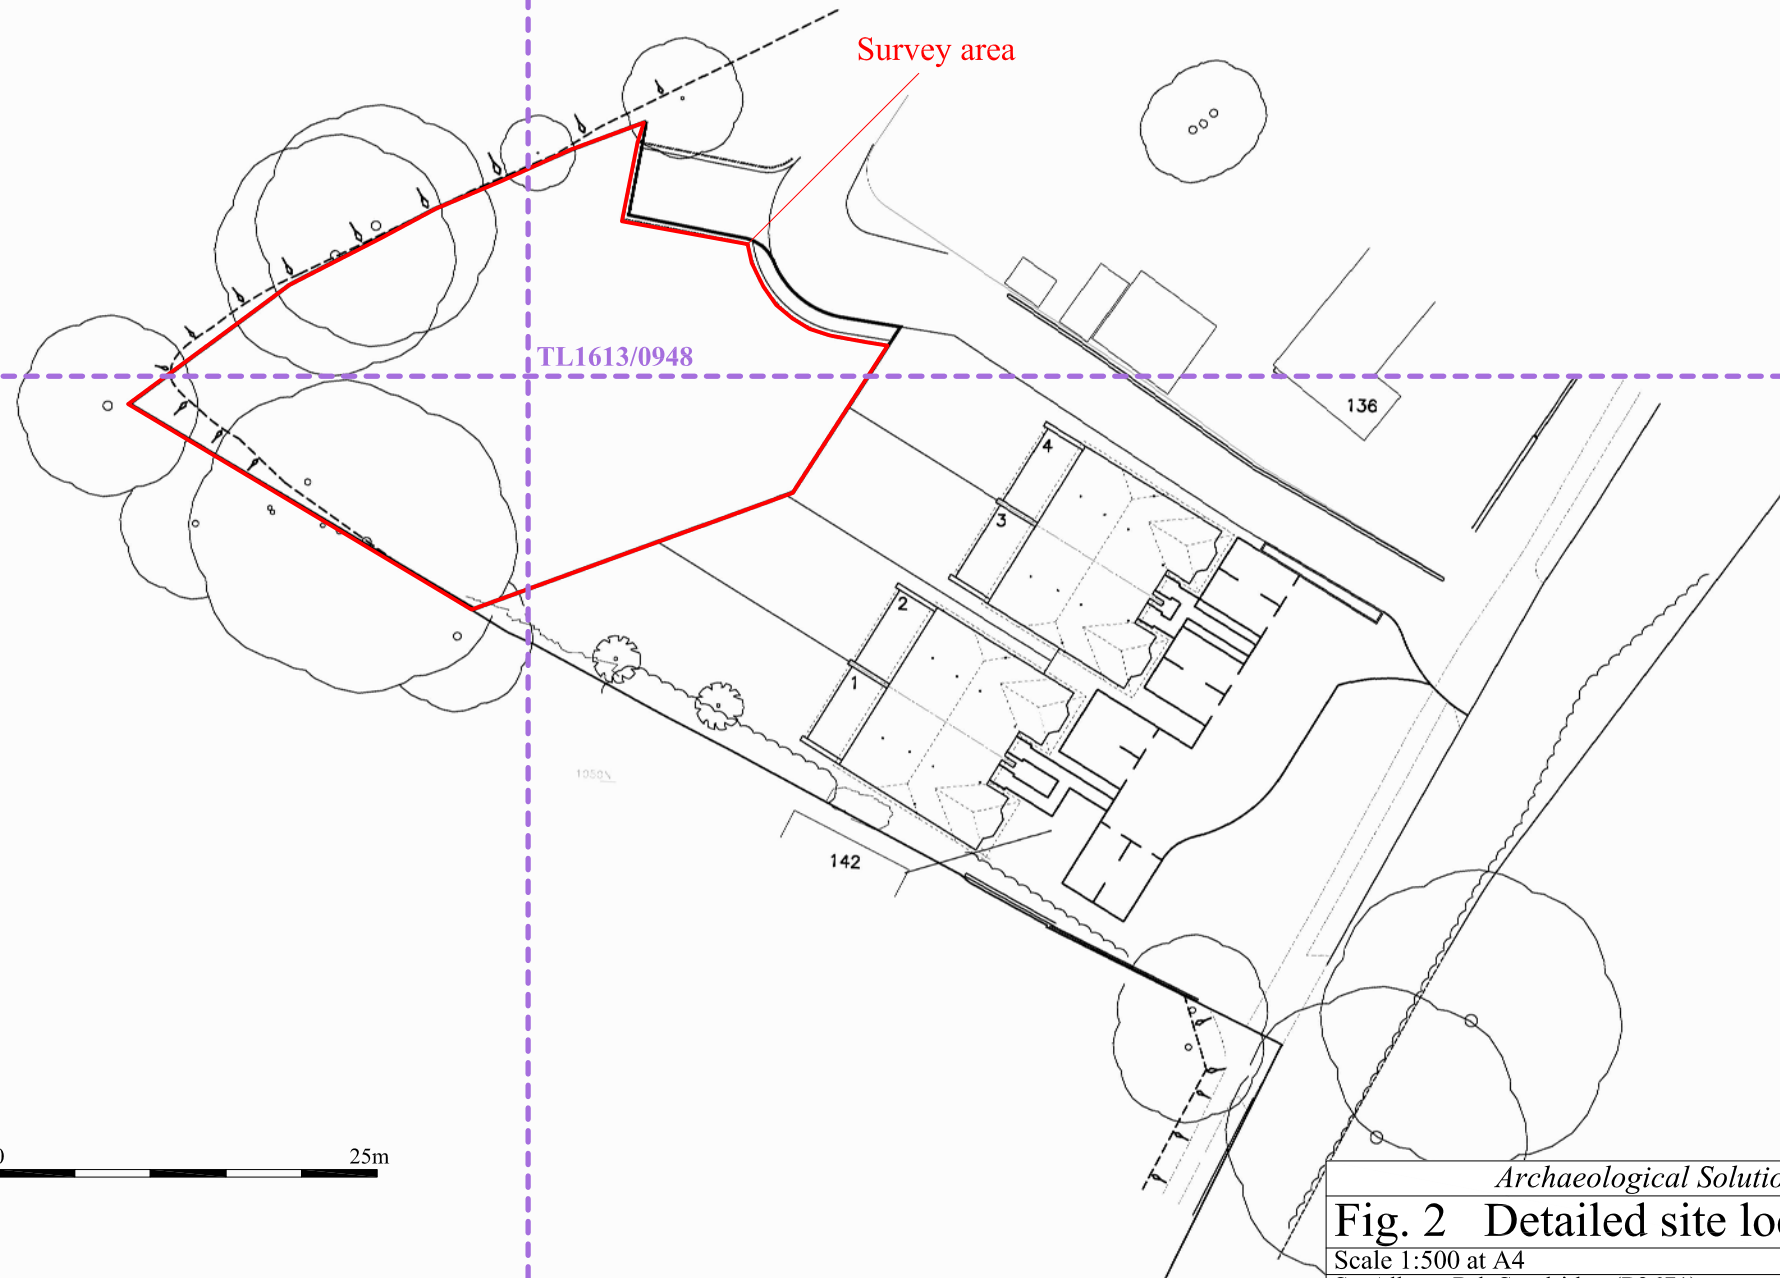 Survey area
TL1613/0948
136
4
3
2
1
142
0 25m
Archaeological Solutio
Fig. 2 Detailed site lo
Scale 1:500 at A4